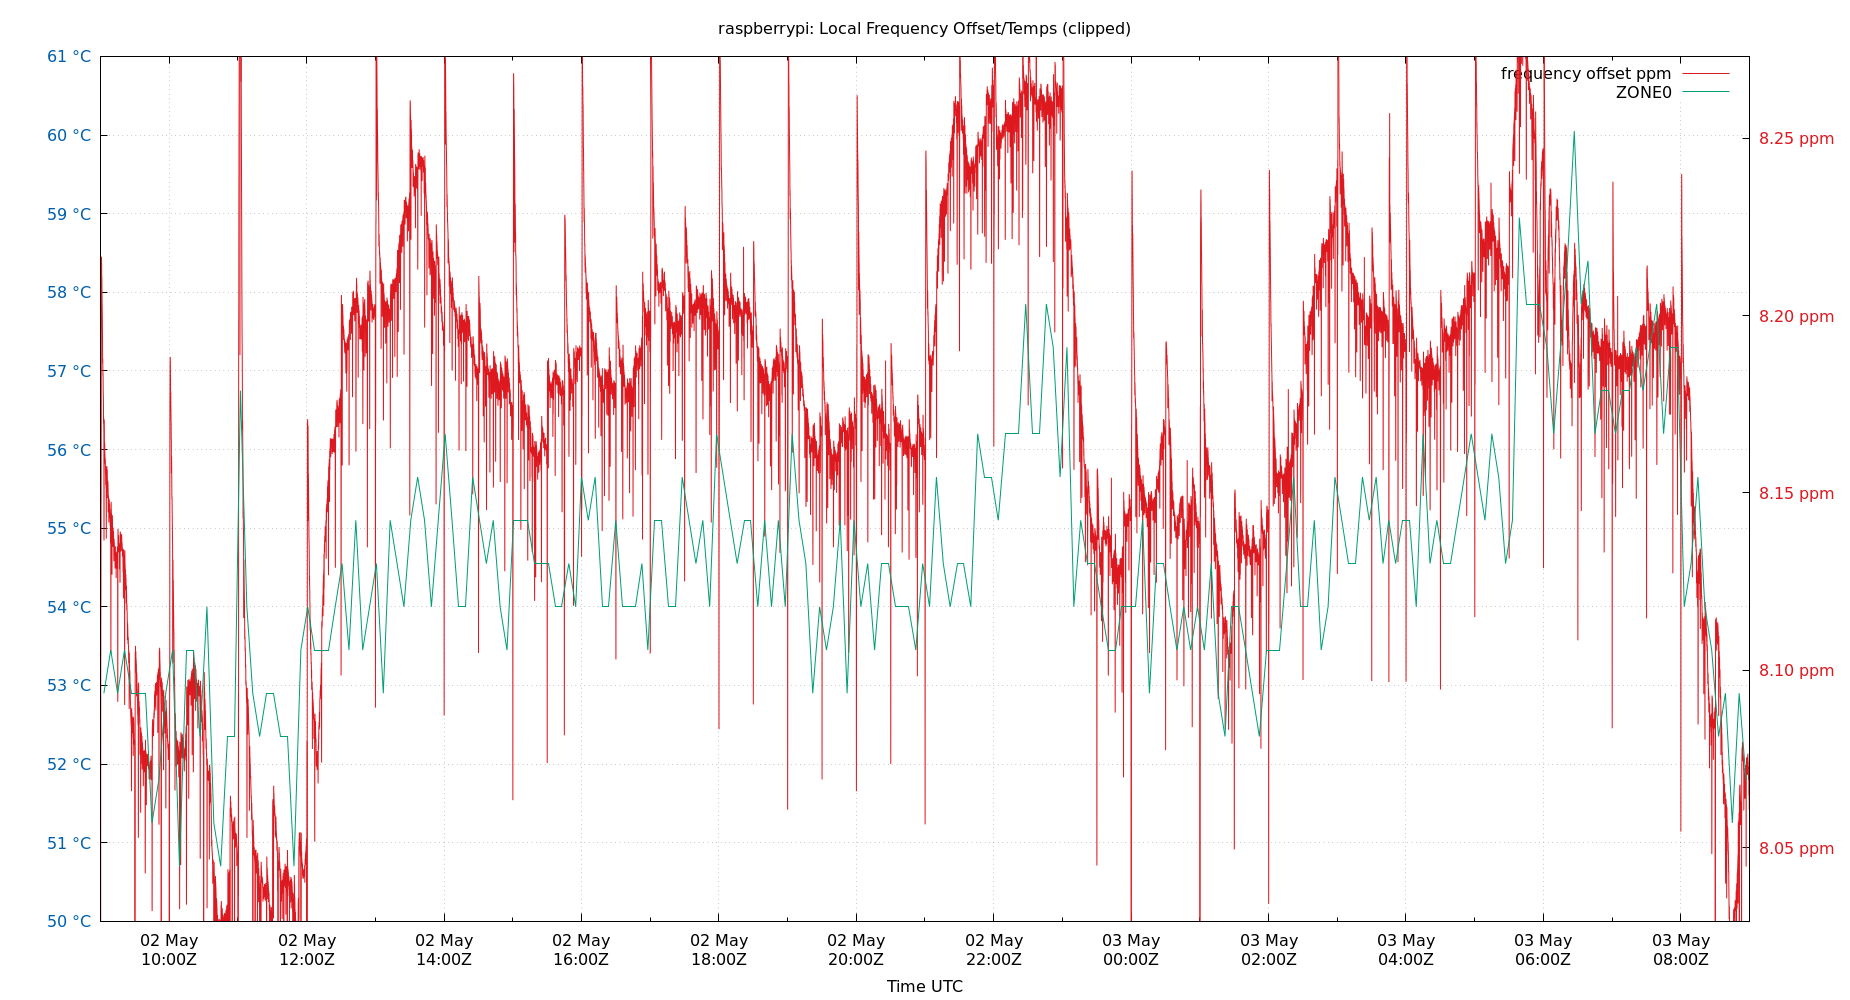 raspberrypi: Local Frequency Offset/Temps (clipped)
61 °C
60 °C
59 °C
58 °C
57 °C
56 °C
55 °C
54 °C
53 °C
52 °C
51 °C
50 °C
frequency offset ppm
ZONE0
8.25 ppm
8.20 ppm
8.15 ppm
8.10 ppm
8.05 ppm
02 May 02 May 02 May 02 May 02 May 02 May 02 May 03 May 03 May 03 May 03 May 03 May
10:00Z 12:00Z 14:00Z 16:00Z 18:00Z 20:00Z 22:00Z 00:00Z 02:00Z 04:00Z 06:00Z 08:00Z
Time UTC